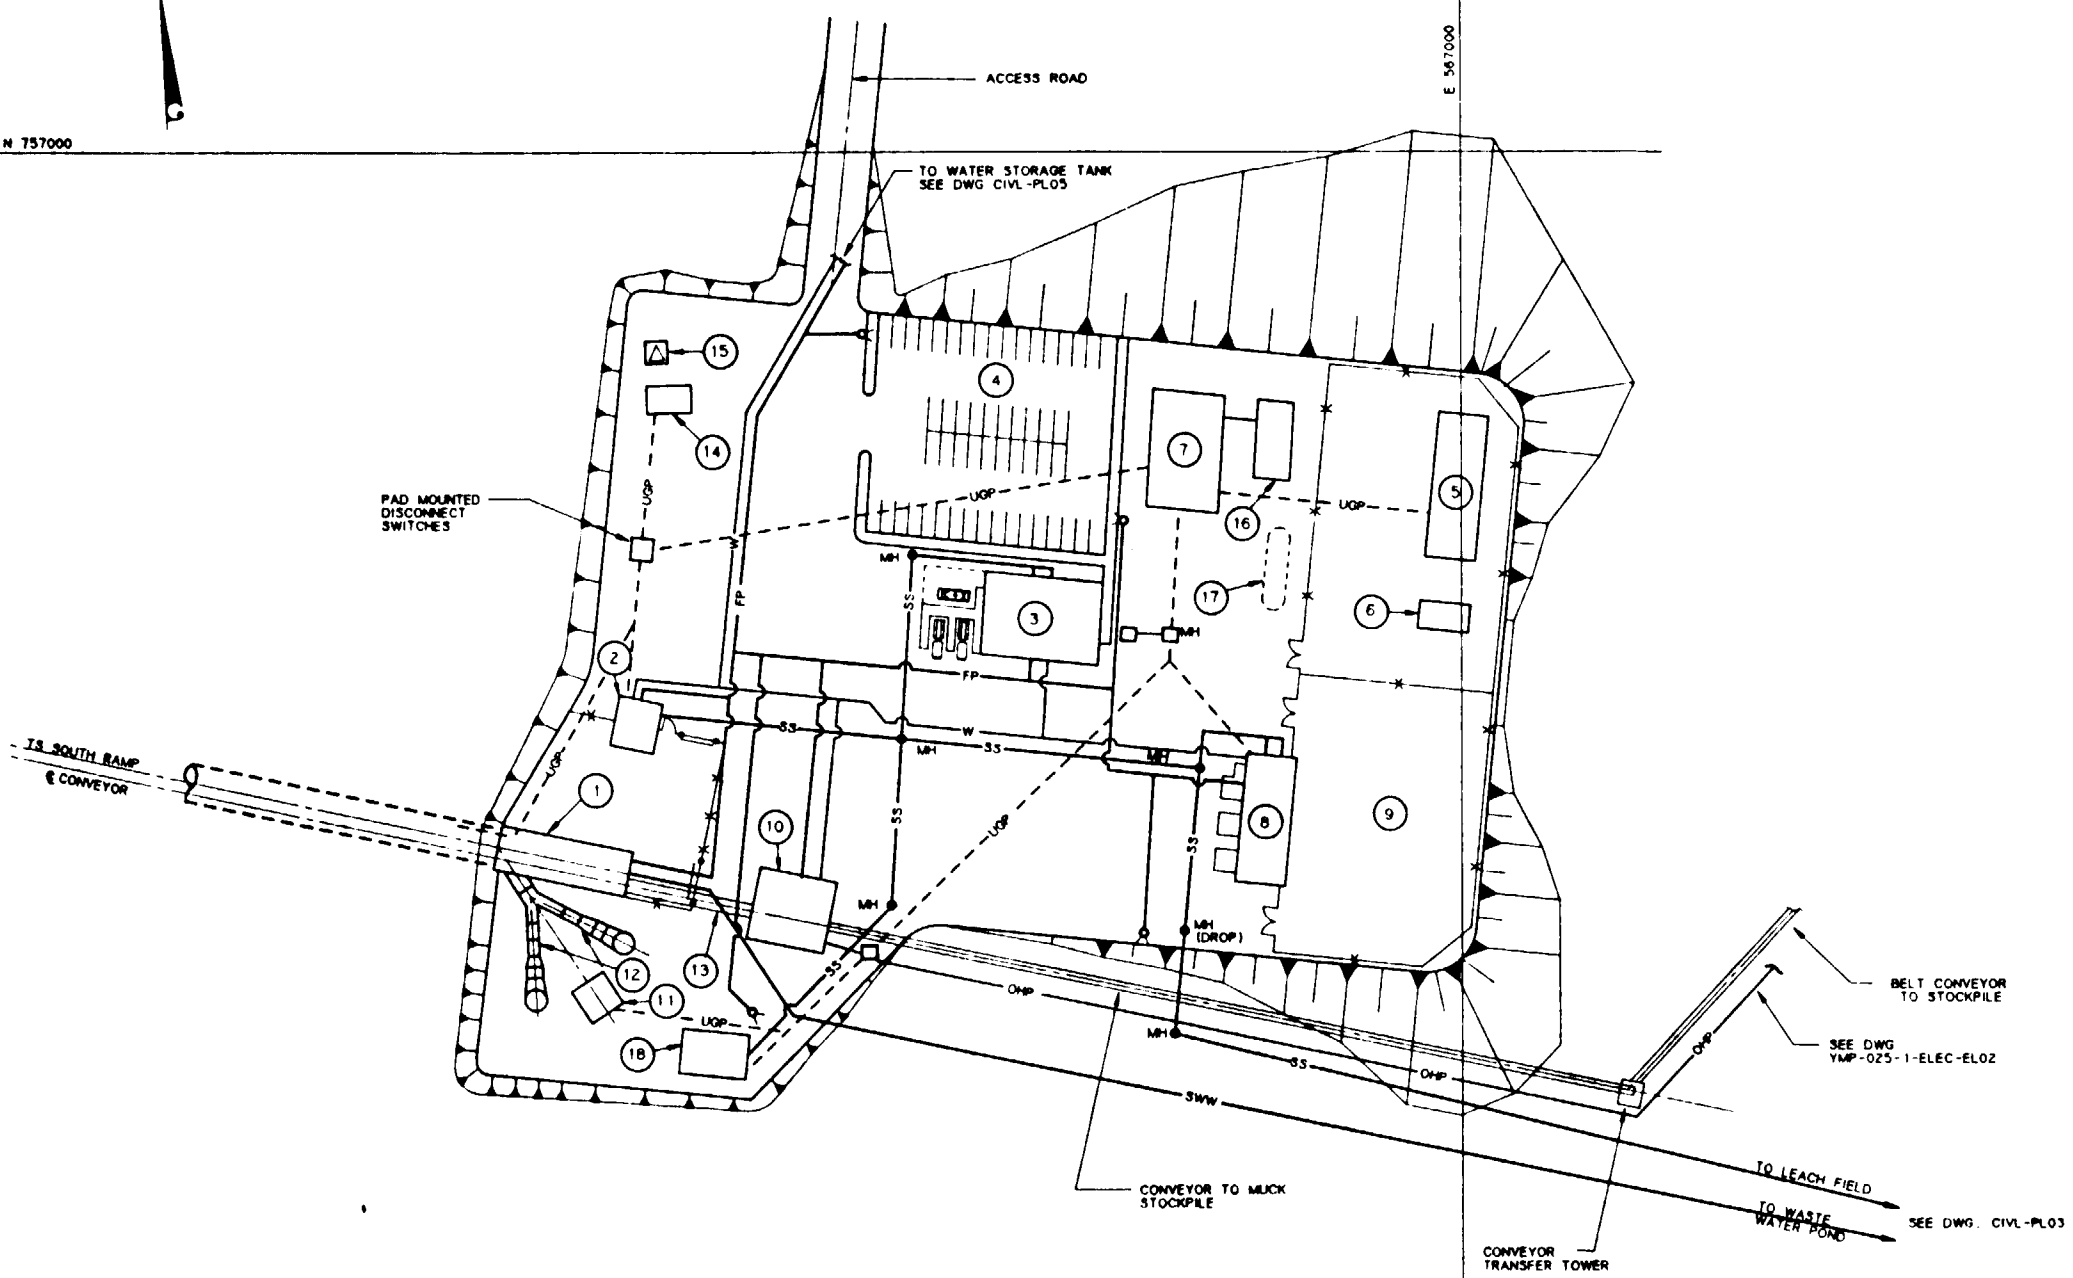 E 567000
ACCESS ROAD
N 757000
TO WATER STORAGE TANK
SEE DWG CIVL-PL05
15
4
14
7
PAD MOUNTED
DISCONNECT
SWITCHES
UGP
UGP
UGP
5
16
W
MH
FP
SS
3
17
6
MH
2
FP
SS
W
SS
MH
MH
TS SOUTH RAMP
℄ CONVEYOR
UGP
1
10
SS
UGP
8
9
SS
MH
MH
(DROP)
12
13
SS
11
UGP
OHP
18
MH
SS
OHP
SWW
OHP
BELT CONVEYOR
TO STOCKPILE
SEE DWG
YMP-025-1-ELEC-EL02
CONVEYOR TO MUCK
STOCKPILE
TO LEACH FIELD
TO WASTE
WATER POND
SEE DWG. CIVL-PL03
CONVEYOR
TRANSFER TOWER